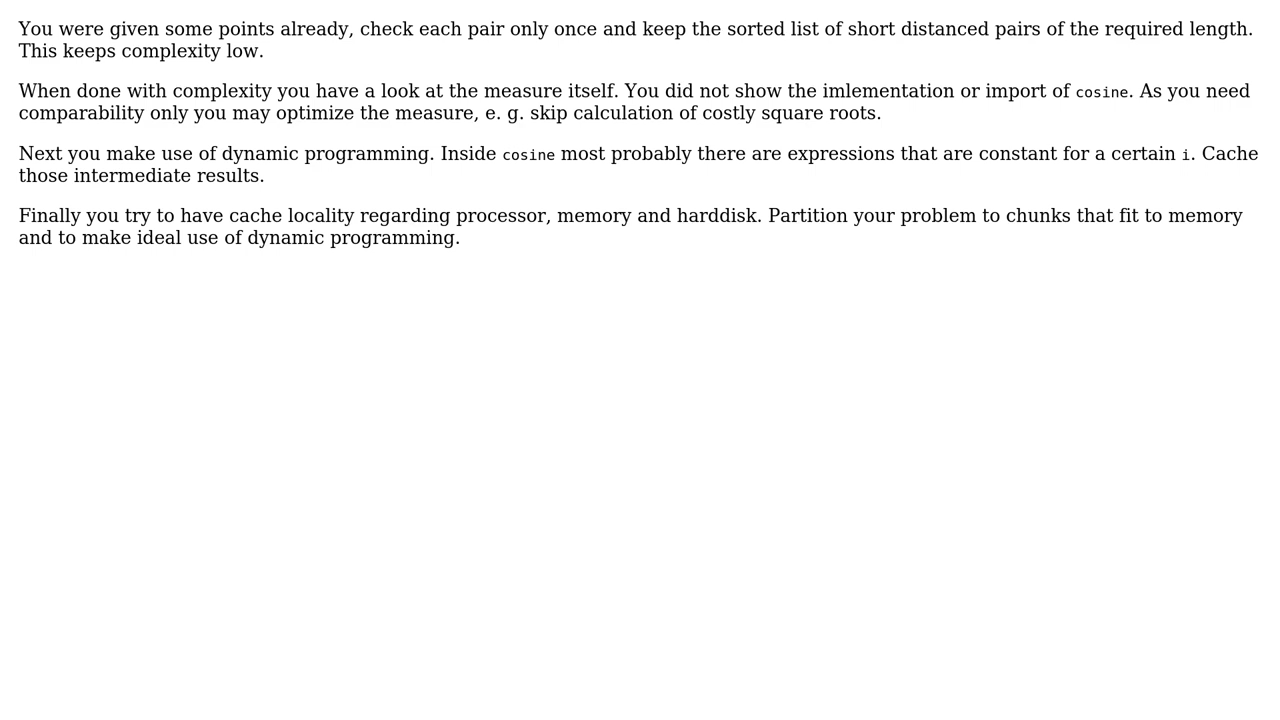 You were given some points already, check each pair only once and keep the sorted list of short distanced pairs of the required length.
This keeps complexity low.
When done with complexity you have a look at the measure itself. You did not show the imlementation or import of cosine. As you need
comparability only you may optimize the measure, e. g. skip calculation of costly square roots.
Next you make use of dynamic programming. Inside cosine most probably there are expressions that are constant for a certain i. Cache
those intermediate results.
Finally you try to have cache locality regarding processor, memory and harddisk. Partition your problem to chunks that fit to memory
and to make ideal use of dynamic programming.